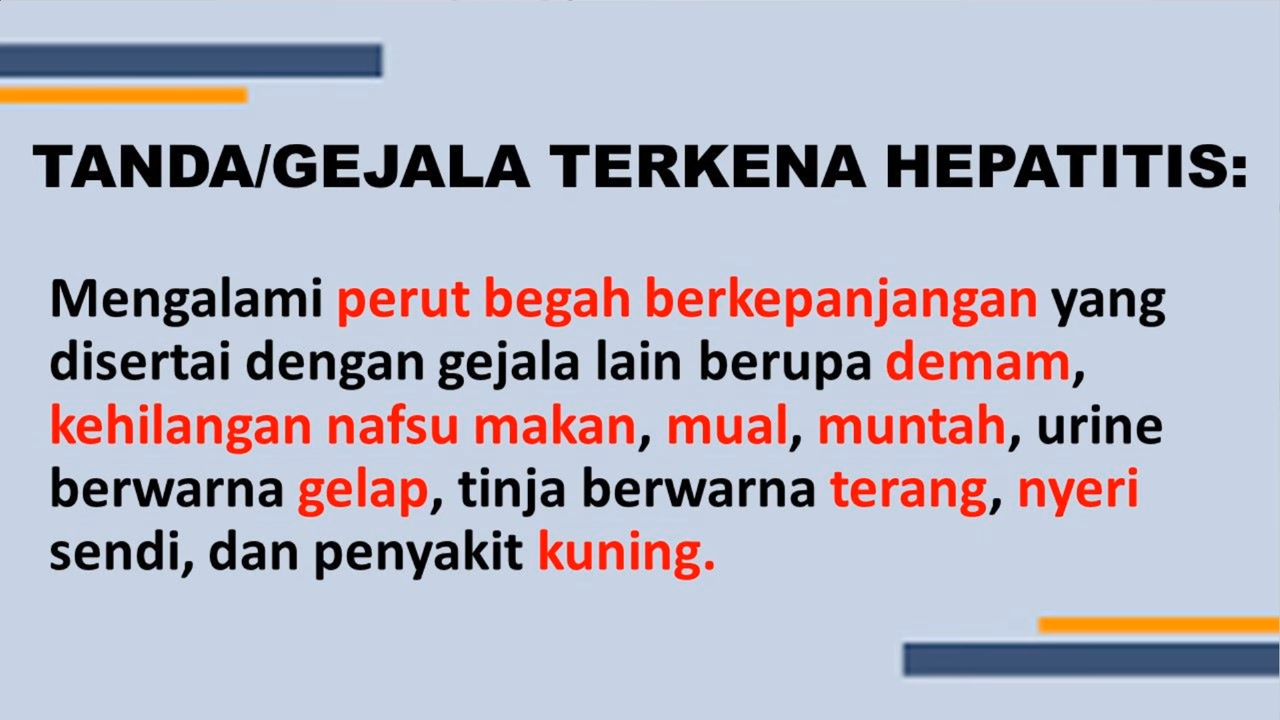 TANDA/GEJALA TERKENA HEPATITIS:
Mengalami perut begah berkepanjangan yang
disertai dengan gejala lain berupa demam,
kehilangan nafsu makan, mual, muntah, urine
berwarna gelap, tinja berwarna terang, nyeri
sendi, dan penyakit kuning.